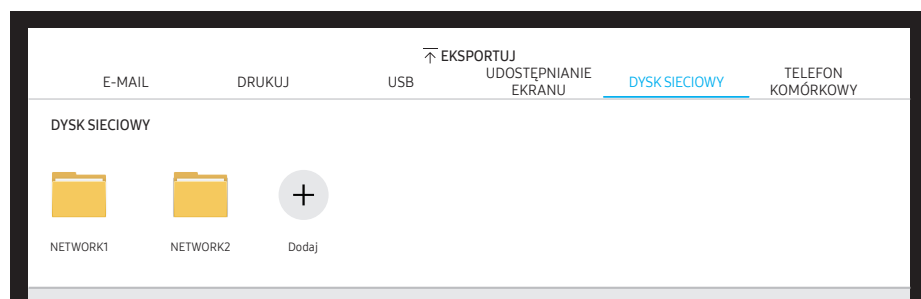 EKSPORTUJ
E-MAIL
DRUKUJ
USB
UDOSTĘPNIANIE
EKRANU
DYSK SIECIOWY
TELEFON
KOMÓRKOWY
DYSK SIECIOWY
NETWORK1
NETWORK2
Dodaj